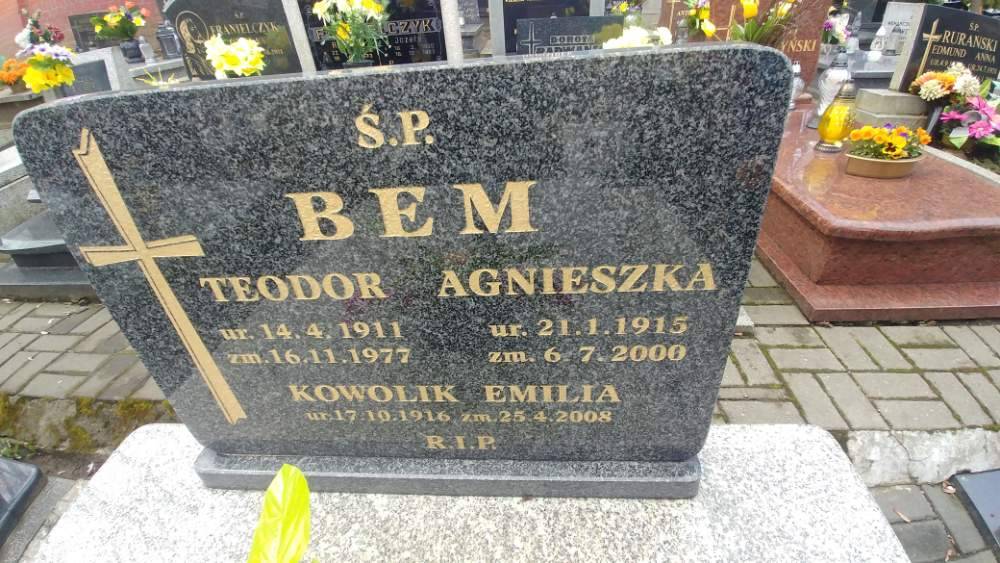 Ś.P.
BEM
TEODOR AGNIESZKA
ur. 14. 4. 1911 ur. 21. 1. 1915
zm. 16. 11. 1977 zm. 6. 7. 2000
KOWOLIK EMILIA
ur. 17. 10. 1916 zm. 25. 4. 2008
R.I.P.
Ś.P.
RURAŃSKI
EDMUND ANNA